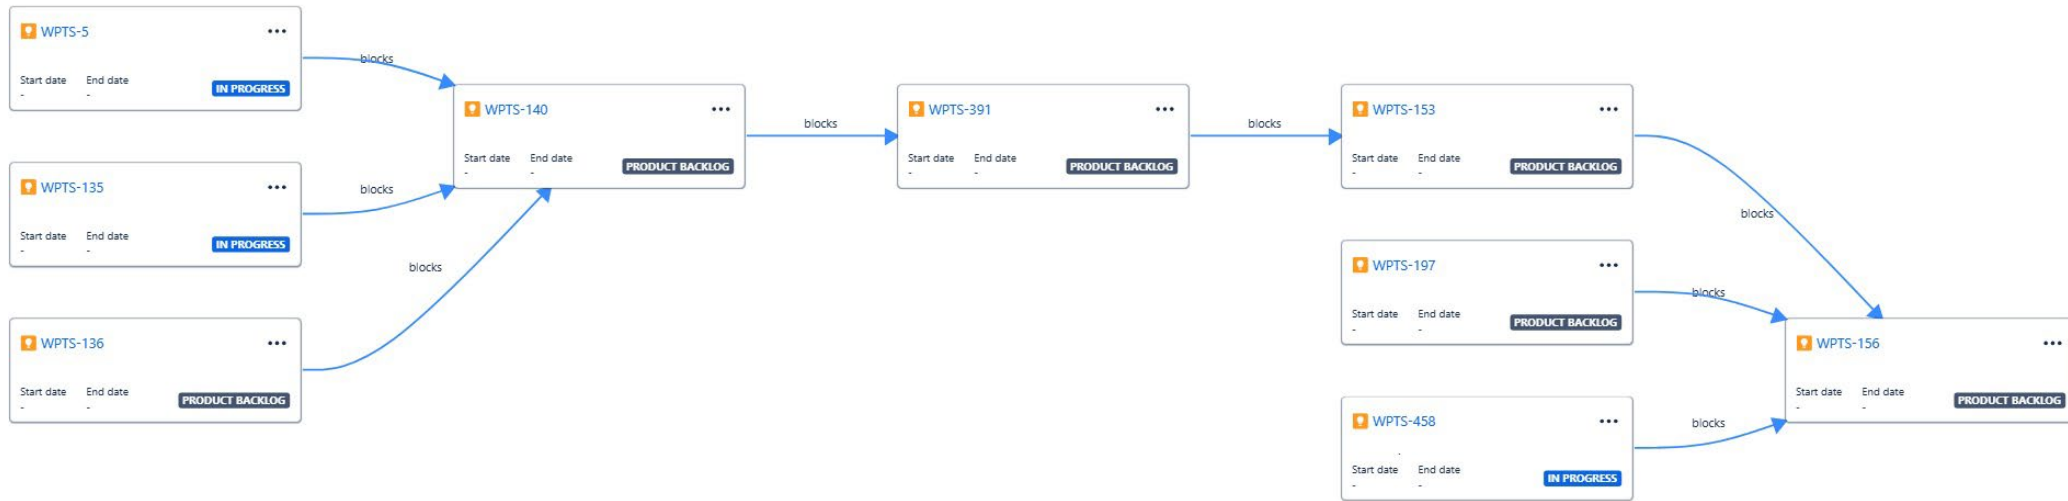 WPTS-5
Start date End date
- -
IN PROGRESS
blocks
WPTS-135
Start date End date
- -
IN PROGRESS
blocks
WPTS-136
Start date End date
- -
PRODUCT BACKLOG
blocks
WPTS-140
Start date End date
- -
PRODUCT BACKLOG
blocks
WPTS-391
Start date End date
- -
PRODUCT BACKLOG
blocks
WPTS-153
Start date End date
- -
PRODUCT BACKLOG
blocks
WPTS-197
Start date End date
- -
PRODUCT BACKLOG
blocks
WPTS-458
Start date End date
- -
IN PROGRESS
blocks
WPTS-156
Start date End date
- -
PRODUCT BACKLOG